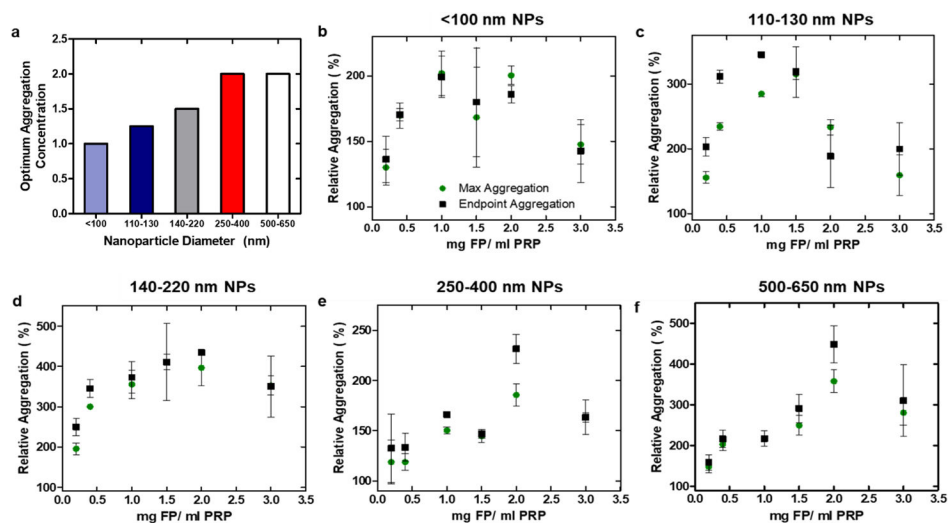 a
Optimum Aggregation
Concentration
2.5
2.0
1.5
1.0
0.5
0.0
<100
110-130
140-220
250-400
500-650
Nanoparticle Diameter (nm)
b
<100 nm NPs
Relative Aggregation ( %)
200
150
100
Max Aggregation
Endpoint Aggregation
0.0 0.5 1.0 1.5 2.0 2.5 3.0 3.5
mg FP/ ml PRP
c
110-130 nm NPs
Relative Aggregation ( %)
300
200
100
0.0 0.5 1.0 1.5 2.0 2.5 3.0 3.5
mg FP/ ml PRP
d
140-220 nm NPs
Relative Aggregation ( %)
500
400
300
200
100
0.0 0.5 1.0 1.5 2.0 2.5 3.0 3.5
mg FP/ ml PRP
e
250-400 nm NPs
Relative Aggregation ( %)
250
200
150
100
0.0 0.5 1.0 1.5 2.0 2.5 3.0 3.5
mg FP/ ml PRP
f
500-650 nm NPs
Relative Aggregation ( %)
500
400
300
200
100
0.0 0.5 1.0 1.5 2.0 2.5 3.0 3.5
mg FP/ ml PRP